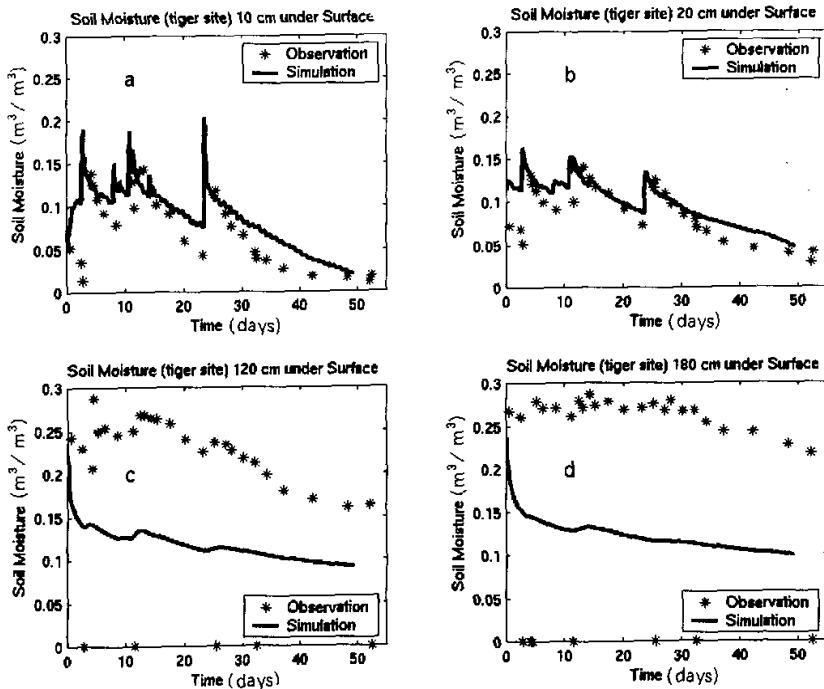 Soil Moisture (tiger site) 10 cm under Surface
0.3
0.25
0.2
0.15
0.1
0.05
0
Soil Moisture (m³ / m³)
a
Observation
Simulation
0 10 20 30 40 50
Time (days)
Soil Moisture (tiger site) 20 cm under Surface
0.3
0.25
0.2
0.15
0.1
0.05
0
Soil Moisture (m³ / m³)
b
Observation
Simulation
0 10 20 30 40 50
Time (days)
Soil Moisture (tiger site) 120 cm under Surface
0.3
0.25
0.2
0.15
0.1
0.05
0
Soil Moisture (m³ / m³)
c
Observation
Simulation
0 10 20 30 40 50
Time (days)
Soil Moisture (tiger site) 180 cm under Surface
0.3
0.25
0.2
0.15
0.1
0.05
0
Soil Moisture (m³ / m³)
d
Observation
Simulation
0 10 20 30 40 50
Time (days)